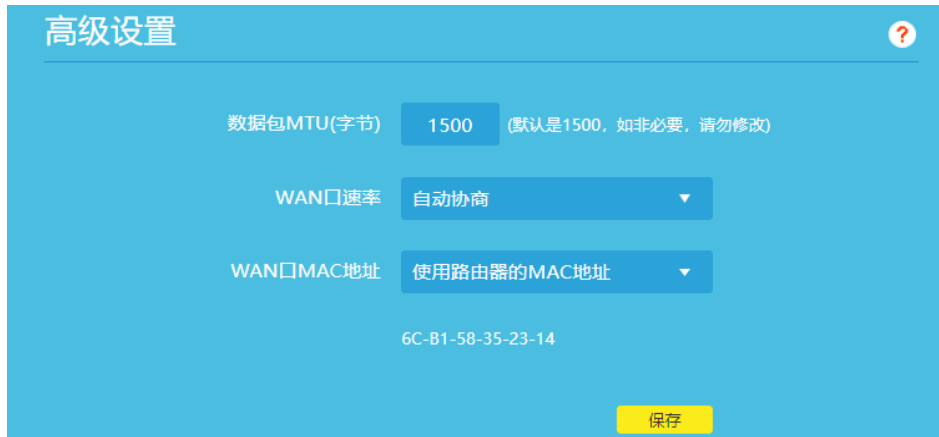 高级设置
?
数据包MTU(字节) 1500 (默认是1500，如非必要，请勿修改)
WAN口速率 自动协商
WAN口MAC地址 使用路由器的MAC地址
6C-B1-58-35-23-14
保存